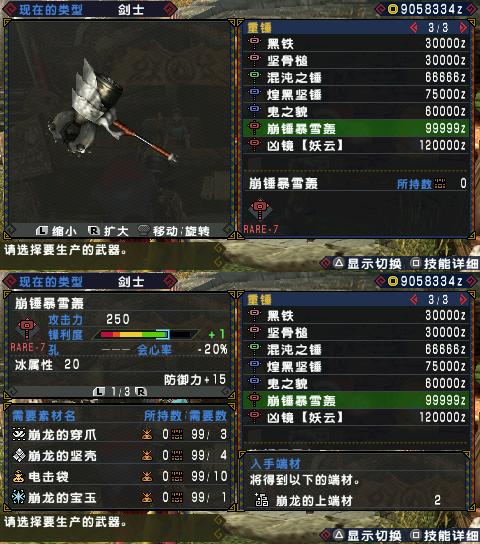 现在的类型 剑士
9058334z
重锤 3/3
黑铁 30000z
坚骨槌 30000z
混沌之锤 66666z
煌黑坚锤 75000z
鬼之貌 60000z
崩锤暴雪轰 99999z
凶镜【妖云】 120000z
崩锤暴雪轰 所持数 0
RARE-7
L 缩小 R 扩大 移动/旋转
请选择要生产的武器。
△ 显示切换 □ 技能详细
现在的类型 剑士
9058334z
崩锤暴雪轰
攻击力 250
锋利度 +1
RARE-7 孔 ––– 会心率 -20%
冰属性 20
防御力+15
L 1/3 R
需要素材名 所持数/需要数
崩龙的穿爪 0 99/ 3
崩龙的坚壳 0 99/ 4
电击袋 0 99/10
崩龙的宝玉 0 99/ 1
重锤 3/3
黑铁 30000z
坚骨槌 30000z
混沌之锤 66666z
煌黑坚锤 75000z
鬼之貌 60000z
崩锤暴雪轰 99999z
凶镜【妖云】 120000z
入手端材
将得到以下的端材。
崩龙的上端材 2
请选择要生产的武器。
△ 显示切换 □ 技能详细